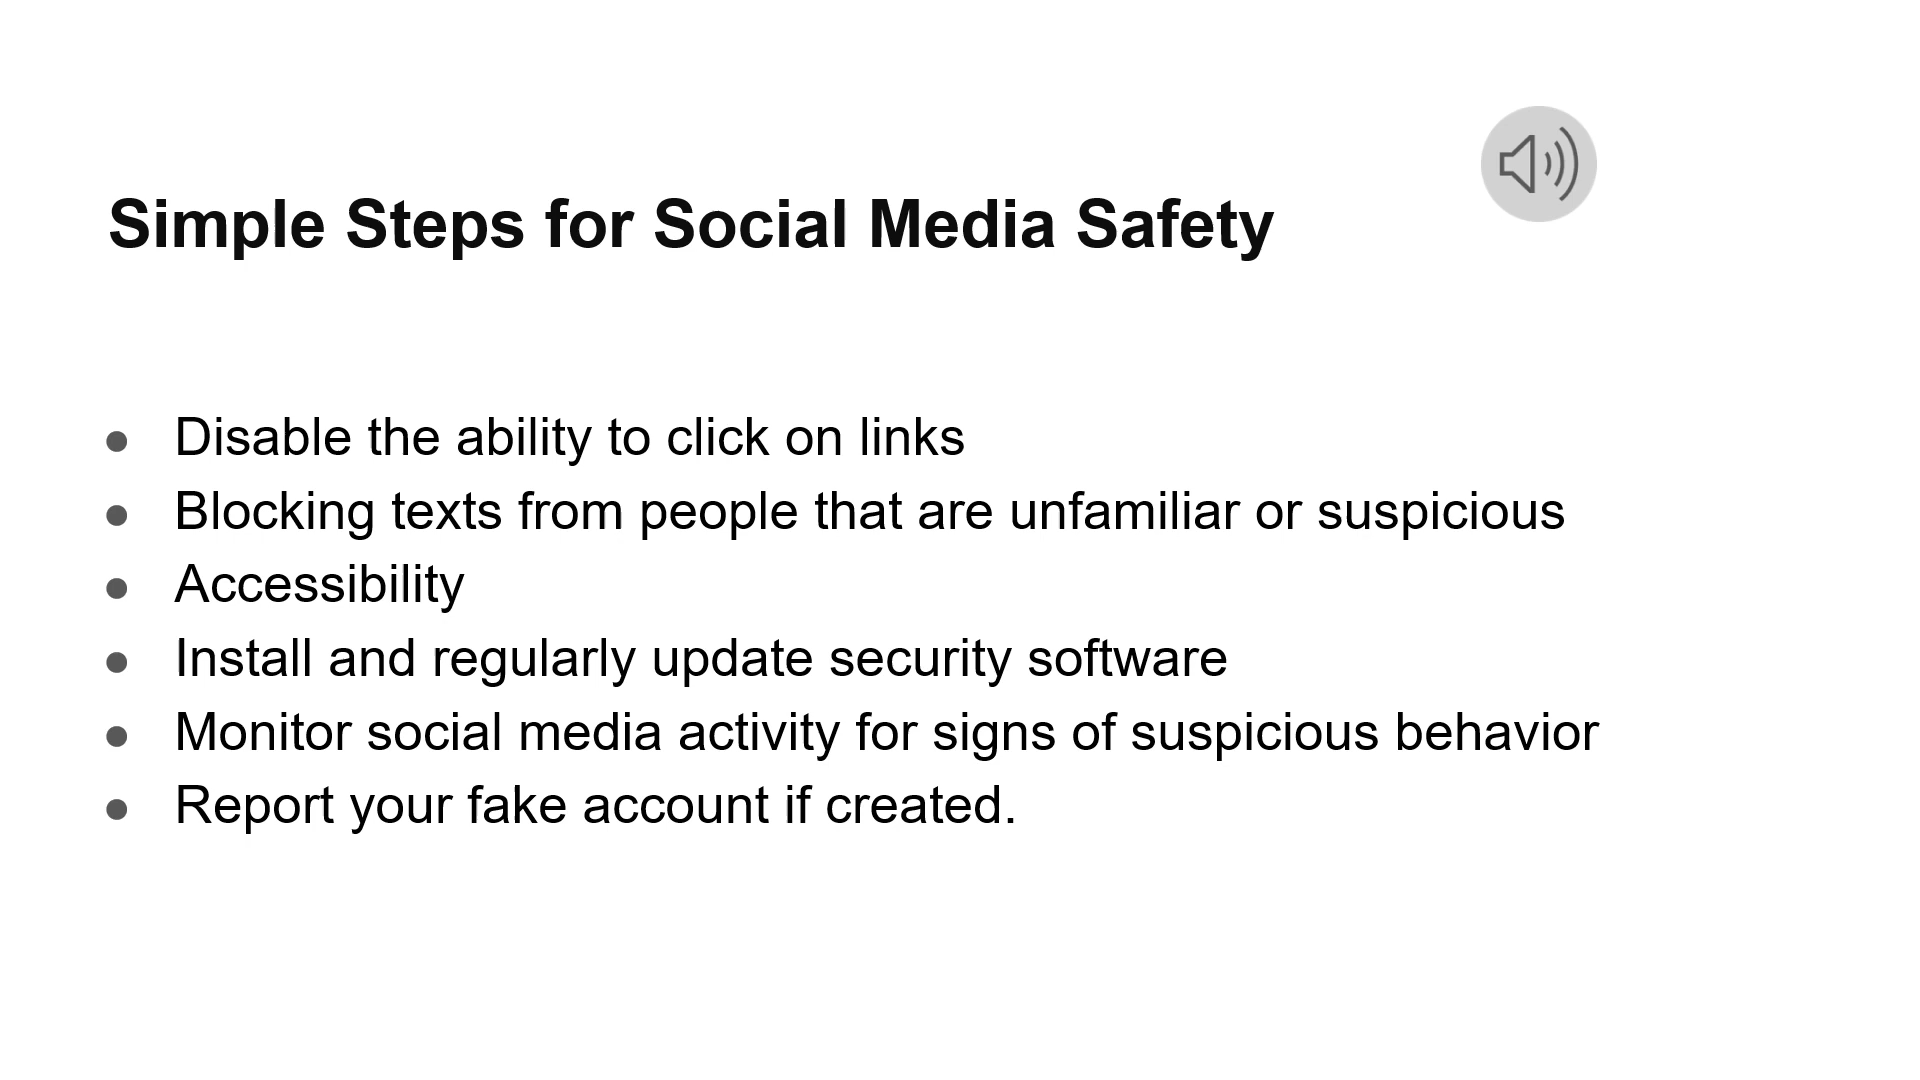 Simple Steps for Social Media Safety
● Disable the ability to click on links
● Blocking texts from people that are unfamiliar or suspicious
● Accessibility
● Install and regularly update security software
● Monitor social media activity for signs of suspicious behavior
● Report your fake account if created.